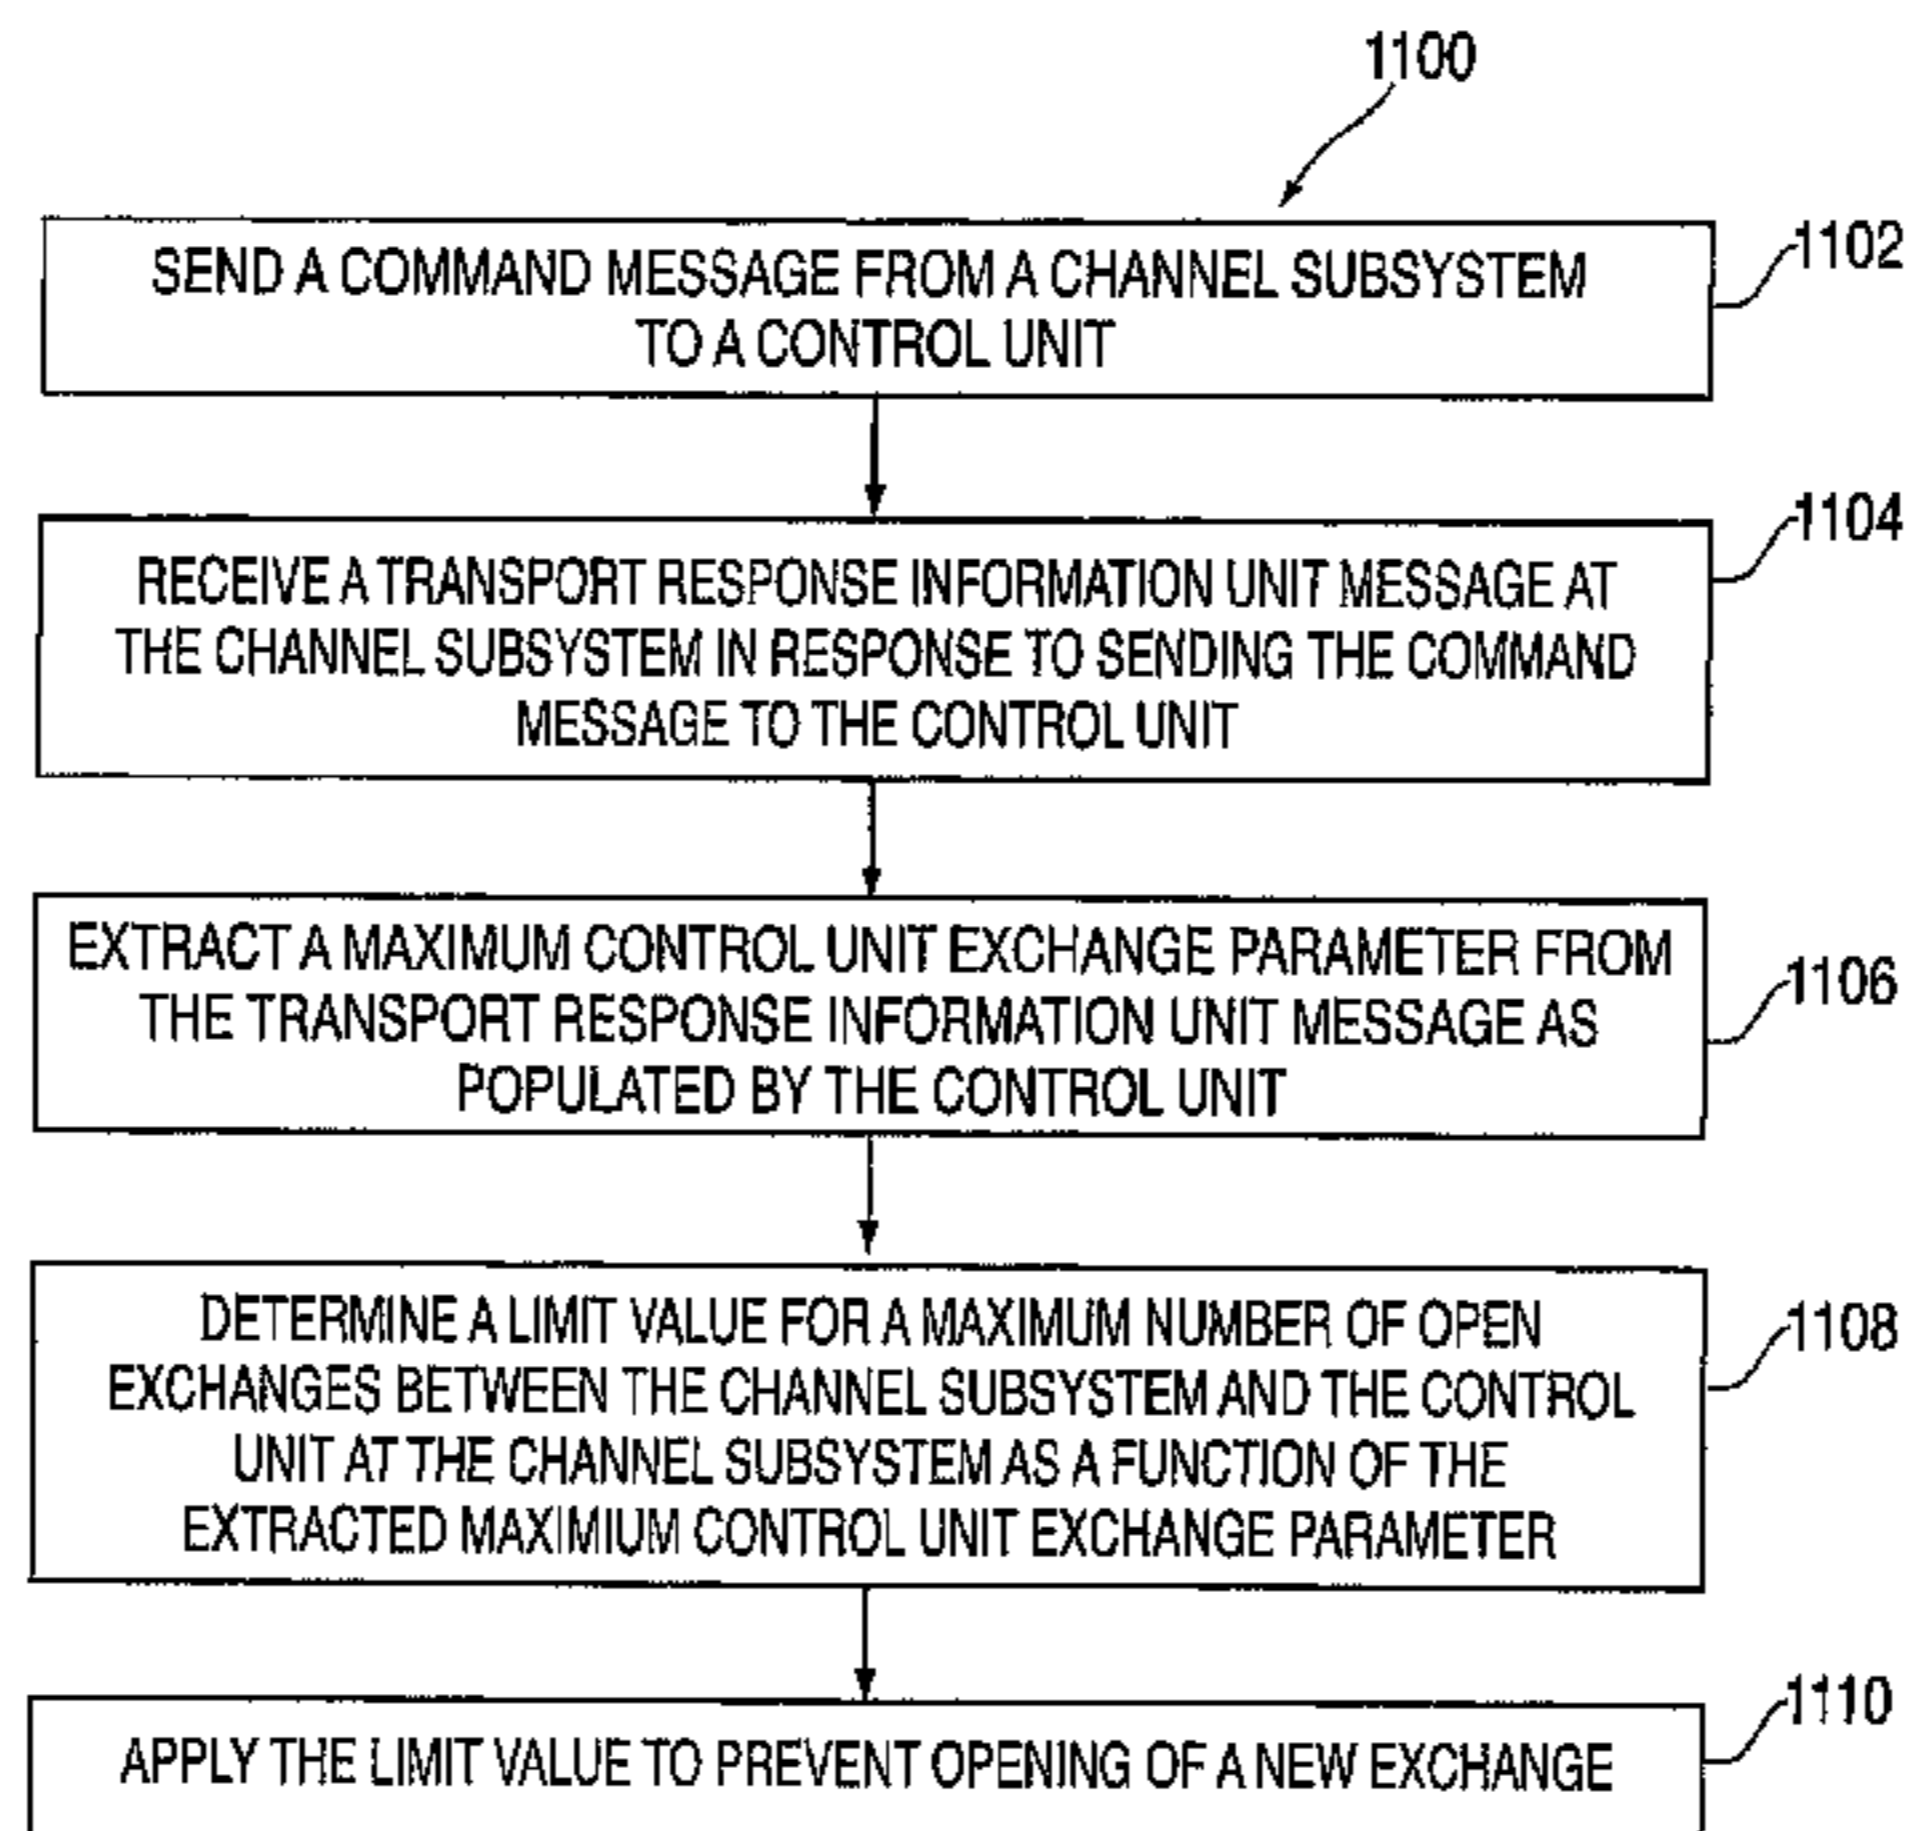 1100
SEND A COMMAND MESSAGE FROM A CHANNEL SUBSYSTEM
TO A CONTROL UNIT
1102
RECEIVE A TRANSPORT RESPONSE INFORMATION UNIT MESSAGE AT
THE CHANNEL SUBSYSTEM IN RESPONSE TO SENDING THE COMMAND
MESSAGE TO THE CONTROL UNIT
1104
EXTRACT A MAXIMUM CONTROL UNIT EXCHANGE PARAMETER FROM
THE TRANSPORT RESPONSE INFORMATION UNIT MESSAGE AS
POPULATED BY THE CONTROL UNIT
1106
DETERMINE A LIMIT VALUE FOR A MAXIMUM NUMBER OF OPEN
EXCHANGES BETWEEN THE CHANNEL SUBSYSTEM AND THE CONTROL
UNIT AT THE CHANNEL SUBSYSTEM AS A FUNCTION OF THE
EXTRACTED MAXIMIUM CONTROL UNIT EXCHANGE PARAMETER
1108
APPLY THE LIMIT VALUE TO PREVENT OPENING OF A NEW EXCHANGE
1110